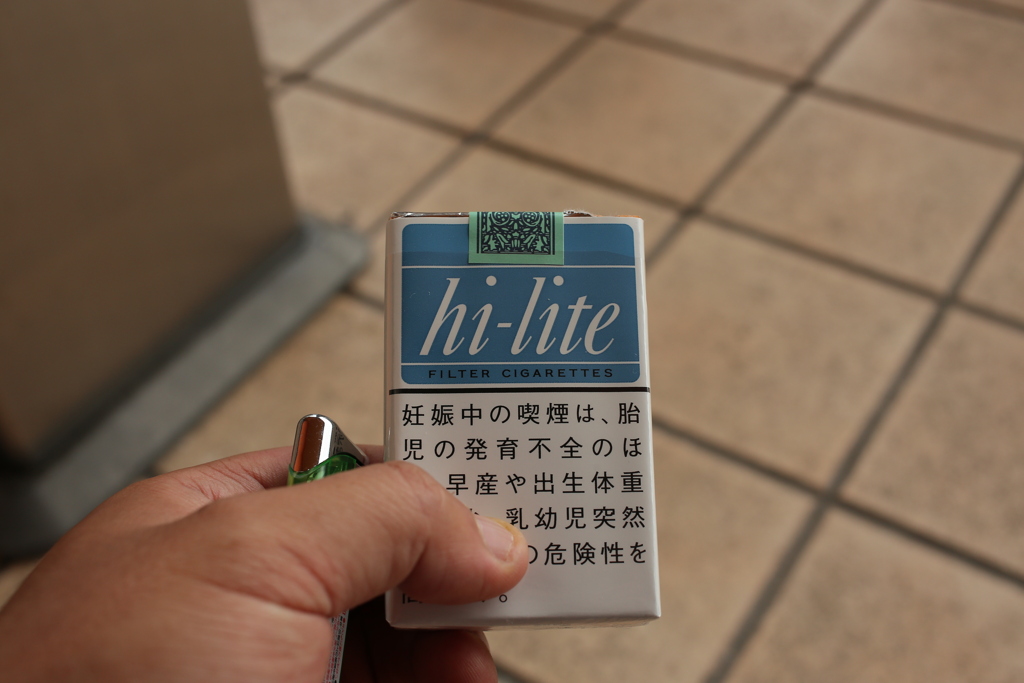 hi-lite
FILTER CIGARETTES
妊娠中の喫煙は、胎
児の発育不全のほ
早産や出生体重
乳幼児突然
の危険性を
。